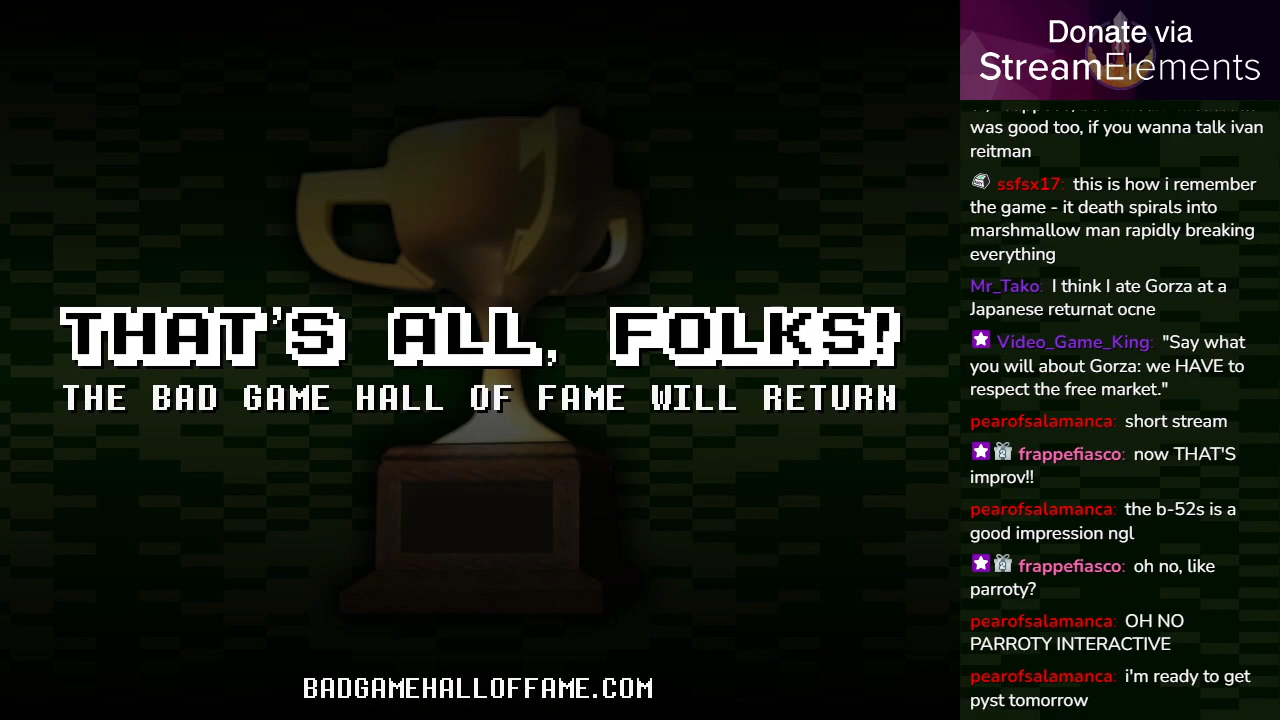 Donate via
StreamElements
was good too, if you wanna talk ivan
reitman
ssfsx17: this is how i remember
the game - it death spirals into
marshmallow man rapidly breaking
everything
Mr_Tako: I think I ate Gorza at a
Japanese returnat ocne
Video_Game_King: "Say what
you will about Gorza: we HAVE to
respect the free market."
pearofsalamanca: short stream
frappefiasco: now THAT'S
improv!!
pearofsalamanca: the b-52s is a
good impression ngl
frappefiasco: oh no, like
parroty?
pearofsalamanca: OH NO
PARROTY INTERACTIVE
pearofsalamanca: i'm ready to get
pyst tomorrow
THAT'S ALL, FOLKS!
THE BAD GAME HALL OF FAME WILL RETURN
BADGAMEHALLOFFAME.COM